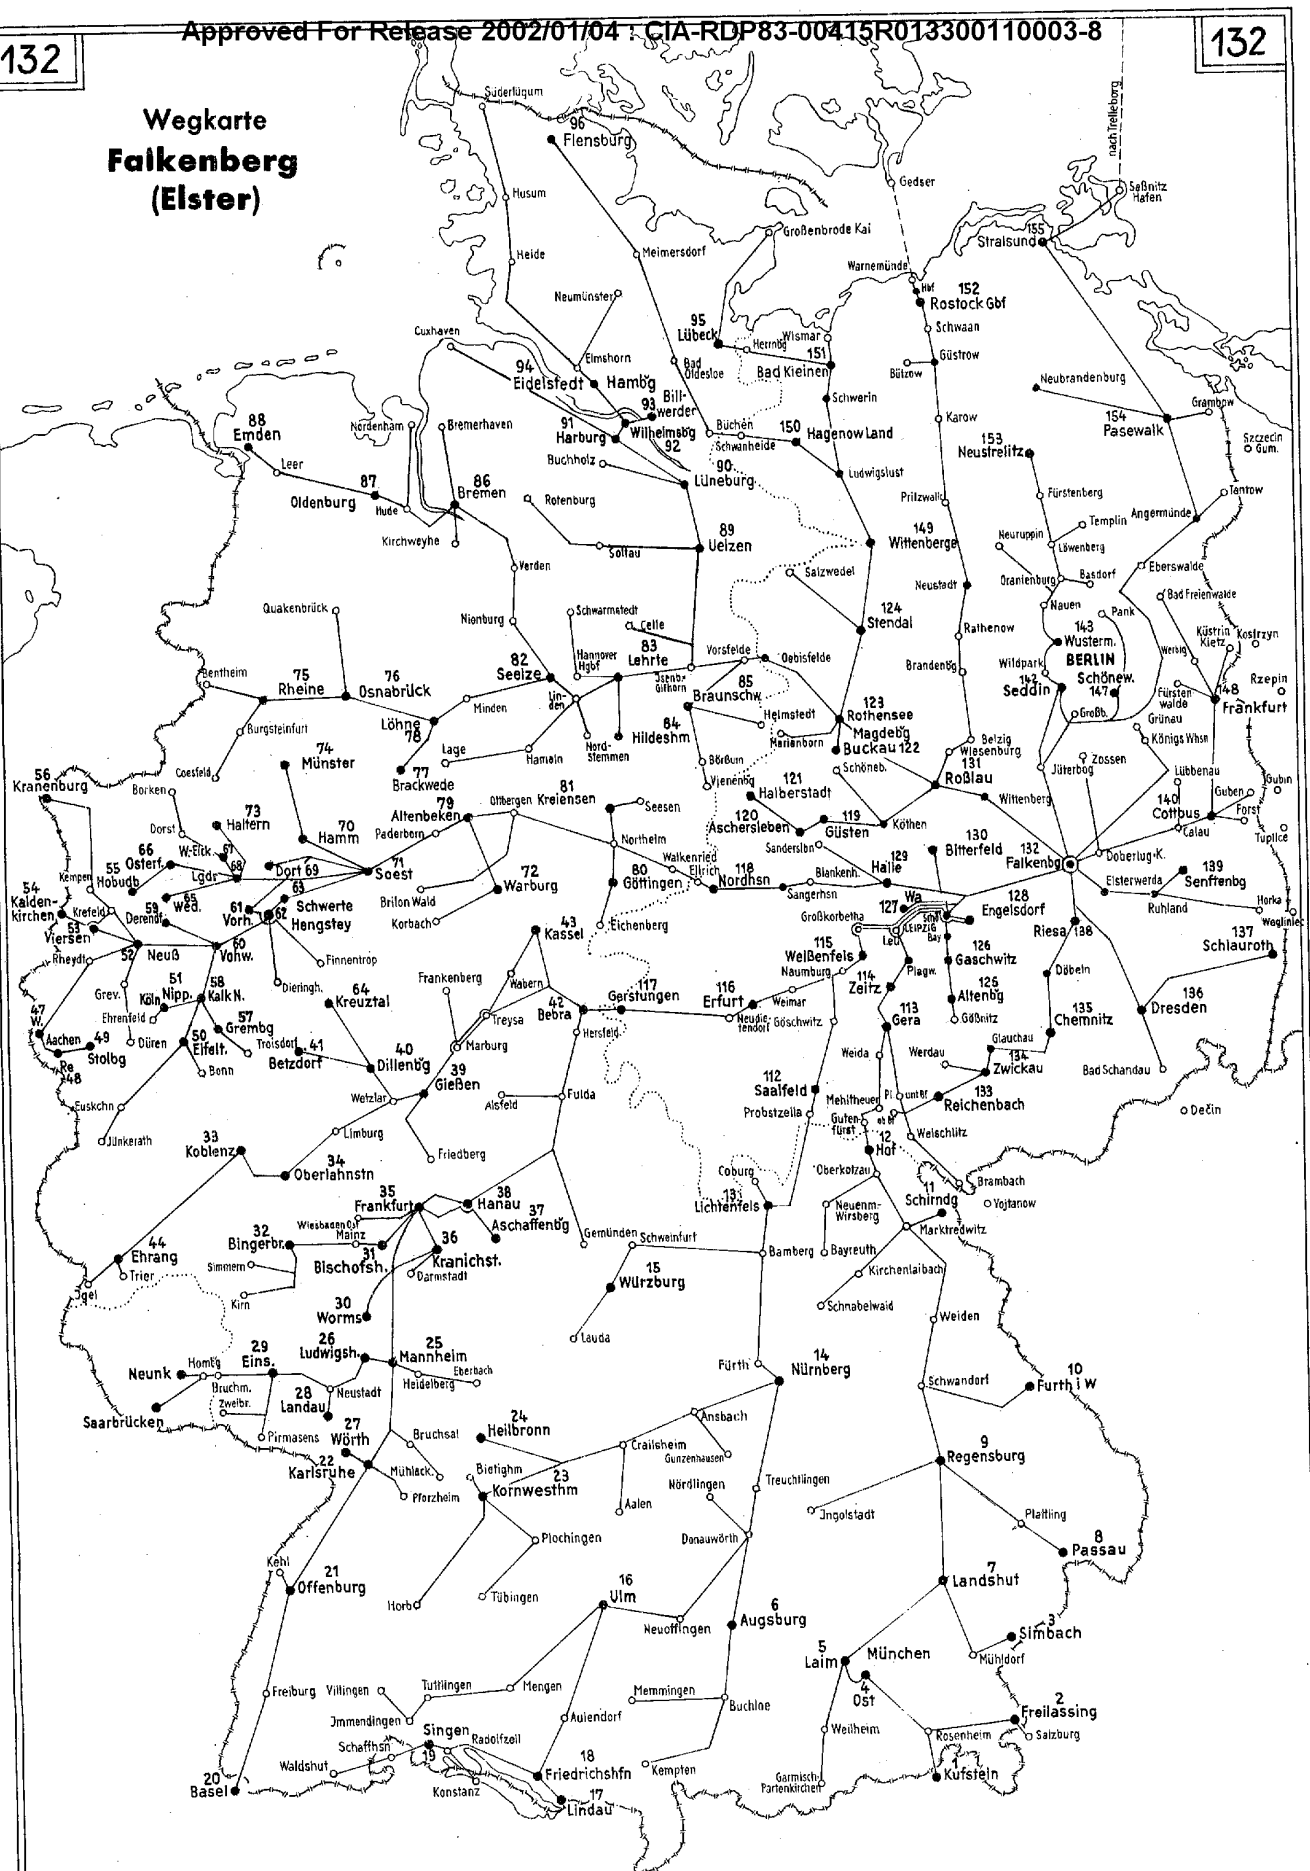 Approved For Release 2002/01/04 : CIA-RDP83-00415R013300110003-8
132
132
Wegkarte
Falkenberg
(Elster)
nach Trelleborg
Süderlügum
96
Flensburg
Gedser
Saßnitz
Hafen
Husum
155
Stralsund
Großenbrode Kai
Meimersdorf
Heide
Warnemünde
Hbf
152
Rostock Gbf
Neumünster
Schwaan
95
Lübeck
Herrnbg
Wismar
151
Bad Kleinen
Cuxhaven
Elmshorn
Bad
Oldesloe
Bützow
Güstrow
94
Eidelstedt
Hambg
Neubrandenburg
93
Bill-
werder
Schwerin
Grambow
154
Pasewalk
88
Emden
Nordenham
Bremerhaven
91
Harburg
Wilhelmsbg
92
Büchen
Schwanheide
150
Hagenow Land
Karow
153
Neustrelitz
Szczecin
Gum.
Leer
Buchholz
90
Lüneburg
Ludwigslust
87
Oldenburg
Hude
86
Bremen
Rotenburg
Pritzwalk
Fürstenberg
Tantow
Angermünde
Kirchweyhe
Soltau
89
Uelzen
149
Wittenberge
Neuruppin
Templin
Löwenberg
Verden
Salzwedel
Neustadt
Oranienburg
Basdorf
Eberswalde
Quakenbrück
Nienburg
Schwarmstedt
Celle
124
Stendal
Rathenow
Nauen
Pank
Bad Freienwalde
143
Wusterm.
Küstrin
Kietz
Kostrzyn
Bentheim
75
Rheine
76
Osnabrück
82
Seelze
Hannover
Hgbf
83
Lehrte
Vorsfelde
Oebisfelde
Isenb.
Gifhorn
Brandenbg
Wildpark
BERLIN
Werbig
142
Seddin
Schönew.
147
Fürsten
walde
148
Frankfurt
Rzepin
Burgsteinfurt
Löhne
78
Minden
Lin-
den
85
Braunschw.
Helmstedt
123
Rothensee
Magdebg
Buckau 122
Großb.
Grünau
74
Münster
Coesfeld
Lage
Hameln
Nord-
Stemmen
84
Hildeshm
Marienborn
Belzig
Wiesenburg
Königs Whsn
77
Brackwede
Börßum
Schöneb.
131
Roßlau
Jüterbog
Zossen
56
Kranenburg
Borken
Vienenbg
121
Halberstadt
Wittenberg
Lübbenau
Guben
Gubin
79
Altenbeken
Ottbergen
81
Kreiensen
Seesen
140
Cottbus
Forst
Dorst
73
Haltern
70
Hamm
Paderborn
120
Aschersleben
119
Güsten
Köthen
Calau
Tuplice
W.-Eick.
67
Northeim
Sanderslbn
130
Bitterfeld
132
Falkenbg
Doberlug-K.
66
Osterf.
68
Lgdr
Dort 69
71
Soest
Walkenried
Ellrich
118
Nordhsn
Blankenh.
129
Halle
139
Senftenbg
Kempen
55
Hobudb
72
Warburg
80
Göttingen
Sangerhsn
Elsterwerda
Ruhland
54
Kalden-
kirchen
65
Wed.
63
Schwerte
Brilon Wald
Wa
127
128
Engelsdorf
Horka
Węgliniec
Krefeld
59
Derendf
61
Vorh.
62
Hengstey
Korbach
Eichenberg
Großkorbetha
Leu
LEIPZIG
Bay
Riesa
138
137
Schlauroth
53
Viersen
52
Neuß
60
Vohw.
43
Kassel
115
Weißenfels
126
Gaschwitz
Rheydt
51
Nipp.
58
Kalk N.
Finnentrop
Naumburg
Plagw.
114
Zeitz
Döbeln
Grev.
Köln
Dieringh.
Frankenberg
Wabern
116
Erfurt
Weimar
125
Altenbg
136
Dresden
47
W.
Ehrenfeld
57
Grembg
64
Kreuztal
Treysa
42
Bebra
117
Gerstungen
Neudie-
tendorf
Göschwitz
113
Gera
Gößnitz
135
Chemnitz
Aachen
49
Stolbg
Düren
50
Eifelt.
Troisdorf
41
Betzdorf
Hersfeld
Re
48
Bonn
40
Dillenbg
Marburg
Weida
Werdau
Glauchau
134
Zwickau
Bad Schandau
Euskchn
39
Gießen
Wetzlar
Alsfeld
Fulda
112
Saalfeld
Mehltheuer
Pl
unt Bf
133
Reichenbach
Děčín
Jünkerath
33
Koblenz
Limburg
Probstzella
Guten-
fürst
ob Bf
Weischlitz
34
Oberlahnstn
Friedberg
12
Hof
Coburg
Oberkotzau
Brambach
35
Frankfurt
38
Hanau
13
Lichtenfels
Neuenm-
Wirsberg
11
Schirndg
Vojtanow
Wiesbaden Ost
Mainz
37
Aschaffenbg
Marktredwitz
32
Bingerbr.
31
Bischofsh.
36
Kranichst.
Gemünden
Schweinfurt
Bamberg
Bayreuth
44
Ehrang
Trier
Simmern
Darmstadt
15
Würzburg
Kirchenlaibach
Igel
Kirn
30
Worms
Schnabelwaid
Lauda
Weiden
29
Eins.
26
Ludwigsh.
25
Mannheim
Fürth
14
Nürnberg
Neunk
Hombg
Bruchm.
Heidelberg
Eberbach
Schwandorf
10
Furth i W
Zweibr.
28
Landau
Neustadt
Saarbrücken
Pirmasens
27
Wörth
24
Heilbronn
Ansbach
Bruchsal
Crailsheim
Gunzenhausen
9
Regensburg
22
Karlsruhe
Mühlack.
Bietighm
23
Kornwesthm
Nördlingen
Treuchtlingen
Pforzheim
Aalen
Ingolstadt
Plattling
Plochingen
Donauwörth
8
Passau
Kehl
21
Offenburg
Horb
Tübingen
16
Ulm
7
Landshut
Neuoffingen
6
Augsburg
3
Simbach
5
Laim
München
Mühldorf
4
Ost
Freiburg
Villingen
Tuttlingen
Mengen
Memmingen
Buchloe
2
Freilassing
Immendingen
Aulendorf
Weilheim
Rosenheim
Salzburg
Singen
19
Radolfzell
Schaffhsn
Waldshut
18
Friedrichshfn
Kempten
1
Kufstein
20
Basel
Konstanz
17
Lindau
Garmisch-
Partenkirchen